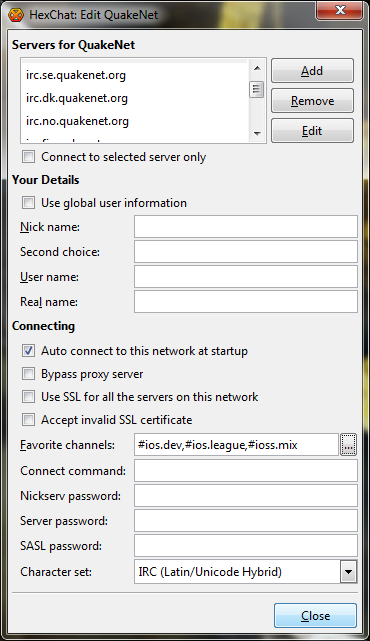 HexChat: Edit QuakeNet
Servers for QuakeNet
irc.se.quakenet.org
irc.dk.quakenet.org
irc.no.quakenet.org
Add
Remove
Edit
Connect to selected server only
Your Details
Use global user information
Nick name:
Second choice:
User name:
Real name:
Connecting
Auto connect to this network at startup
Bypass proxy server
Use SSL for all the servers on this network
Accept invalid SSL certificate
Favorite channels: #ios.dev,#ios.league,#ioss.mix ...
Connect command:
Nickserv password:
Server password:
SASL password:
Character set: IRC (Latin/Unicode Hybrid)
Close